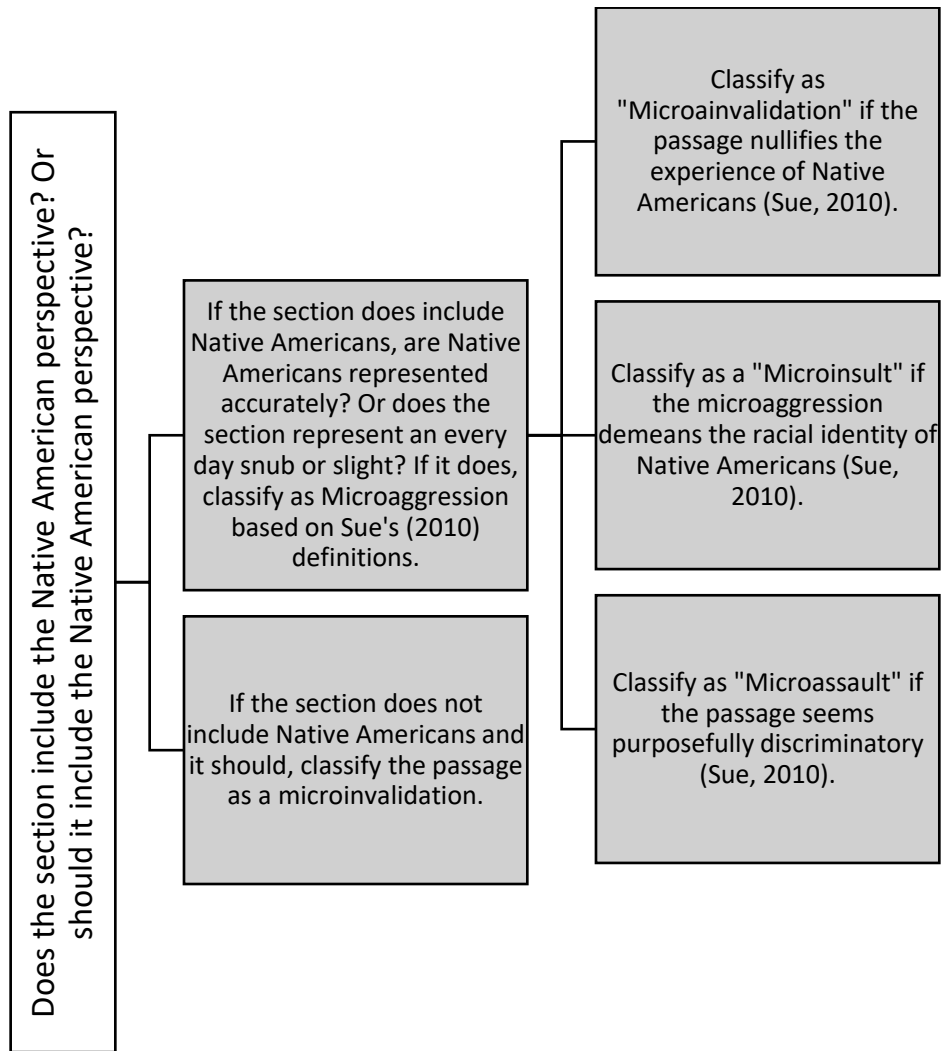 Does the section include the Native American perspective? Or
should it include the Native American perspective?
If the section does include
Native Americans, are Native
Americans represented
accurately? Or does the
section represent an every
day snub or slight? If it does,
classify as Microaggression
based on Sue's (2010)
definitions.
If the section does not
include Native Americans and
it should, classify the passage
as a microinvalidation.
Classify as
"Microainvalidation" if the
passage nullifies the
experience of Native
Americans (Sue, 2010).
Classify as a "Microinsult" if
the microaggression
demeans the racial identity of
Native Americans (Sue,
2010).
Classify as "Microassault" if
the passage seems
purposefully discriminatory
(Sue, 2010).